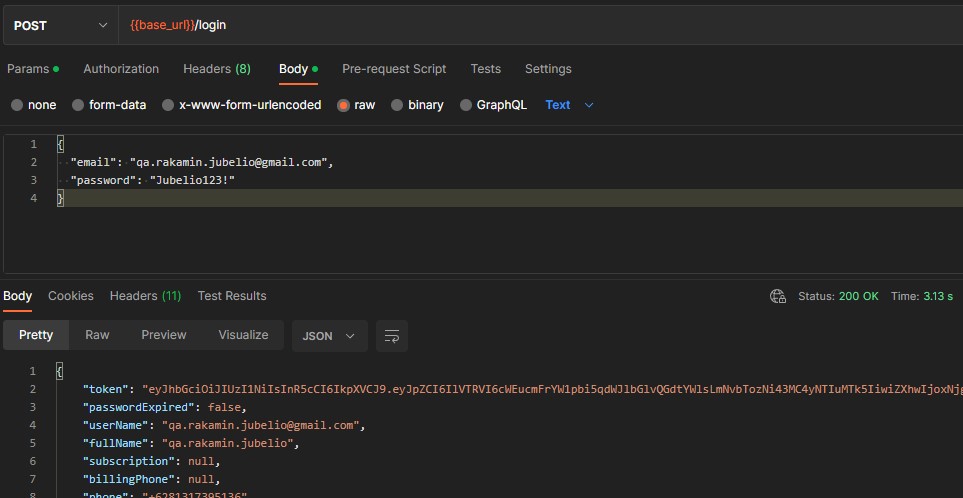 POST {{base_url}}/login
Params Authorization Headers (8) Body Pre-request Script Tests Settings
none form-data x-www-form-urlencoded raw binary GraphQL Text
1 {
2 "email": "qa.rakamin.jubelio@gmail.com",
3 "password": "Jubelio123!"
4 }
Body Cookies Headers (11) Test Results Status: 200 OK Time: 3.13 s
Pretty Raw Preview Visualize JSON
1 {
2 "token":
3 "passwordExpired": false,
4 "userName": "qa.rakamin.jubelio@gmail.com",
5 "fullName": "qa.rakamin.jubelio",
6 "subscription": null,
7 "billingPhone": null,
8 "phone": "+6281317395136"